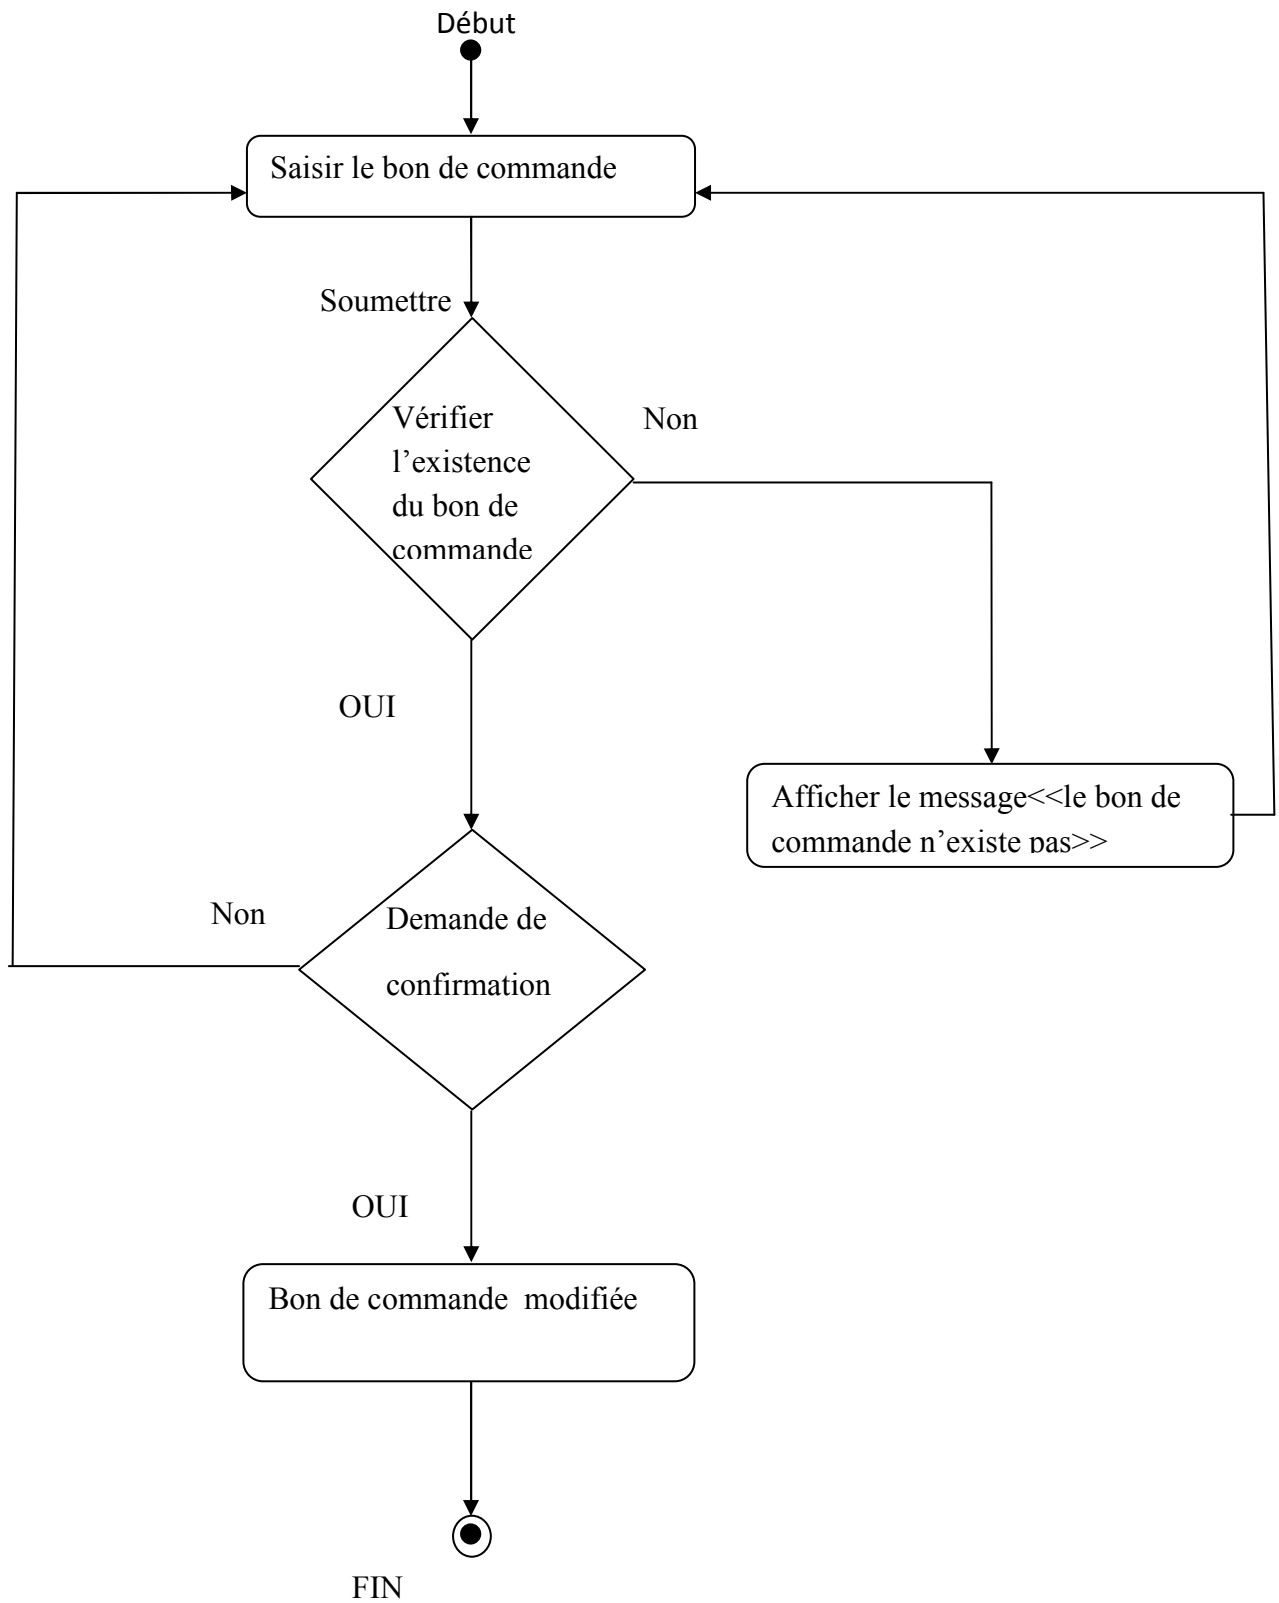 Début
Saisir le bon de commande
Soumettre
Vérifier
l’existence
du bon de
commande
Non
OUI
Afficher le message<<le bon de
commande n’existe pas>>
Non
Demande de
confirmation
OUI
Bon de commande  modifiée
FIN